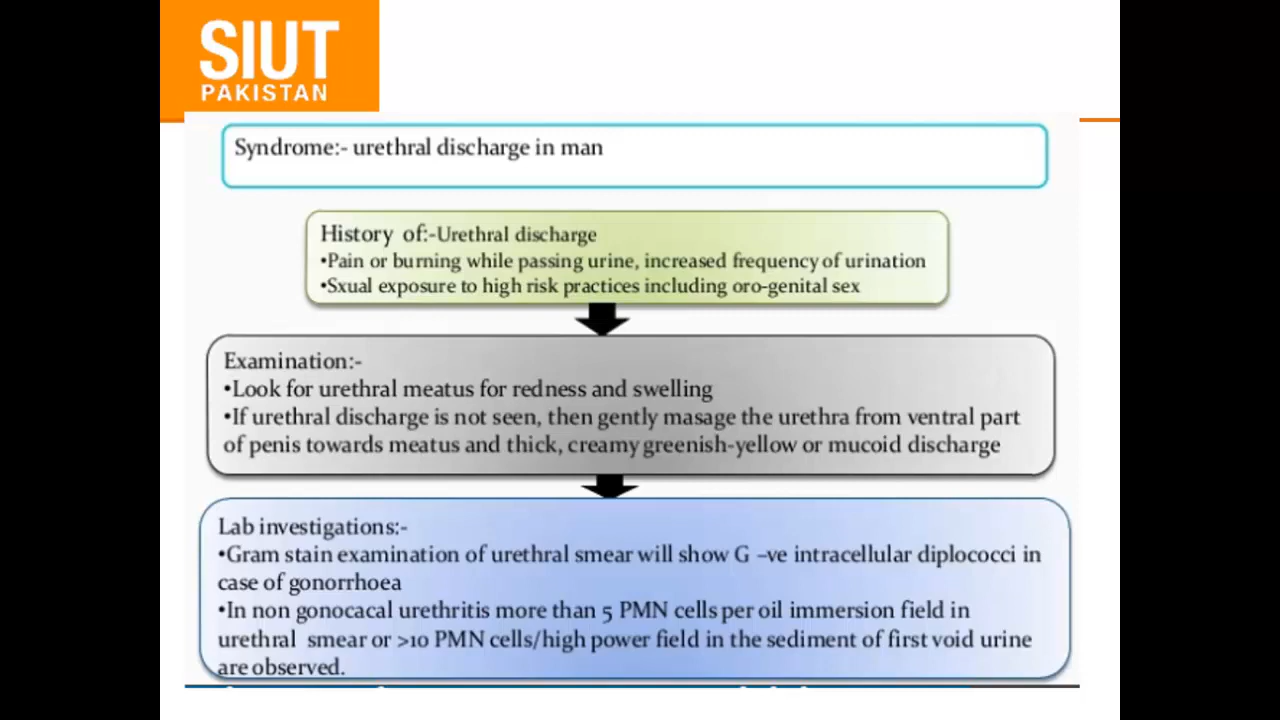 SIUT
PAKISTAN
Syndrome:- urethral discharge in man
History of:-Urethral discharge
•Pain or burning while passing urine, increased frequency of urination
•Sxual exposure to high risk practices including oro-genital sex
Examination:-
•Look for urethral meatus for redness and swelling
•If urethral discharge is not seen, then gently masage the urethra from ventral part
of penis towards meatus and thick, creamy greenish-yellow or mucoid discharge
Lab investigations:-
•Gram stain examination of urethral smear will show G –ve intracellular diplococci in
case of gonorrhoea
•In non gonocacal urethritis more than 5 PMN cells per oil immersion field in
urethral smear or >10 PMN cells/high power field in the sediment of first void urine
are observed.